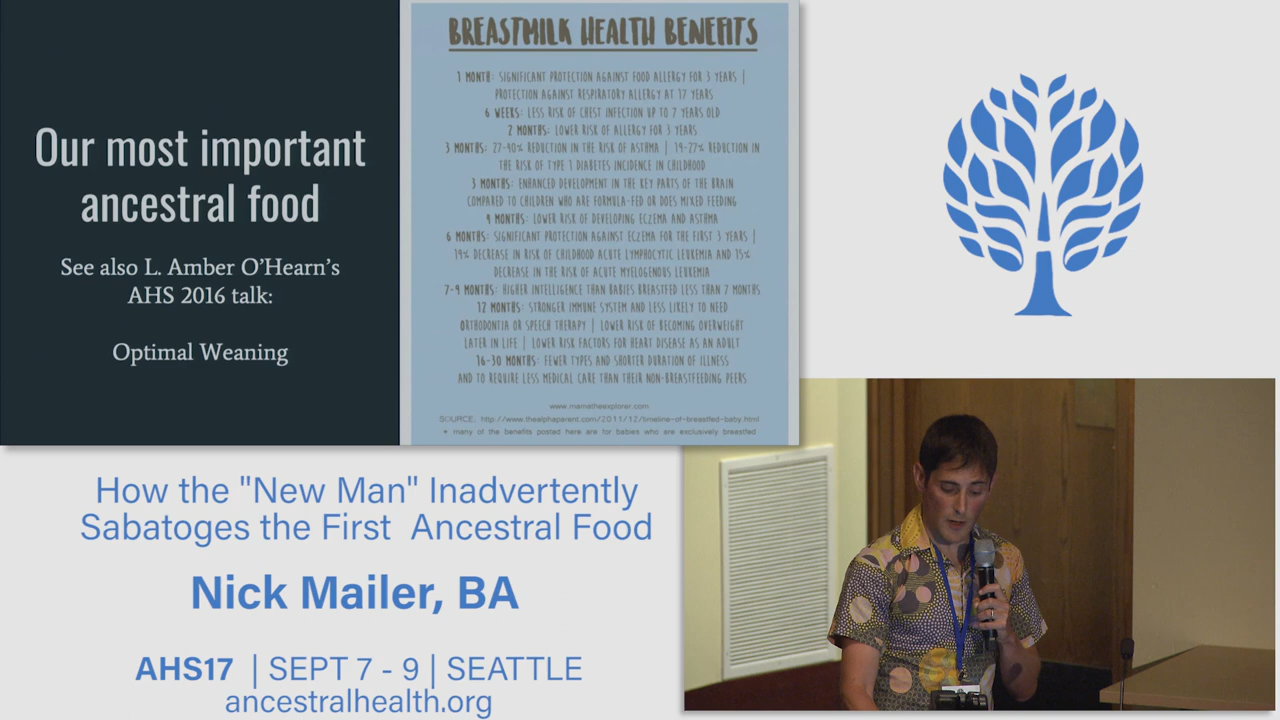 Our most important
ancestral food
See also L. Amber O'Hearn's
AHS 2016 talk:
Optimal Weaning
BREASTMILK HEALTH BENEFITS
1 MONTH: SIGNIFICANT PROTECTION AGAINST FOOD ALLERGY FOR 3 YEARS |
PROTECTION AGAINST RESPIRATORY ALLERGY AT 17 YEARS
6 WEEKS: LESS RISK OF CHEST INFECTION UP TO 7 YEARS OLD
2 MONTHS: LOWER RISK OF ALLERGY FOR 3 YEARS
3 MONTHS: 27-40% REDUCTION IN THE RISK OF ASTHMA | 19-27% REDUCTION IN
THE RISK OF TYPE 1 DIABETES INCIDENCE IN CHILDHOOD
3 MONTHS: ENHANCED DEVELOPMENT IN THE KEY PARTS OF THE BRAIN
COMPARED TO CHILDREN WHO ARE FORMULA-FED OR DOES MIXED FEEDING
4 MONTHS: LOWER RISK OF DEVELOPING ECZEMA AND ASTHMA
6 MONTHS: SIGNIFICANT PROTECTION AGAINST ECZEMA FOR THE FIRST 3 YEARS |
19% DECREASE IN RISK OF CHILDHOOD ACUTE LYMPHOCYTIC LEUKEMIA AND 15%
DECREASE IN THE RISK OF ACUTE MYELOGENOUS LEUKEMIA
7-9 MONTHS: HIGHER INTELLIGENCE THAN BABIES BREASTFED LESS THAN 7 MONTHS
12 MONTHS: STRONGER IMMUNE SYSTEM AND LESS LIKELY TO NEED
ORTHODONTIA OR SPEECH THERAPY | LOWER RISK OF BECOMING OVERWEIGHT
LATER IN LIFE | LOWER RISK FACTORS FOR HEART DISEASE AS AN ADULT
16-30 MONTHS: FEWER TYPES AND SHORTER DURATION OF ILLNESS
AND TO REQUIRE LESS MEDICAL CARE THAN THEIR NON-BREASTFEEDING PEERS
www.mamatheexplorer.com
SOURCE: http://www.thealphaparent.com/2011/12/timeline-of-breastfed-baby.html
* many of the benefits posted here are for babies who are exclusively breastfed
How the "New Man" Inadvertently
Sabatoges the First Ancestral Food
Nick Mailer, BA
AHS17 | SEPT 7 - 9 | SEATTLE
ancestralhealth.org